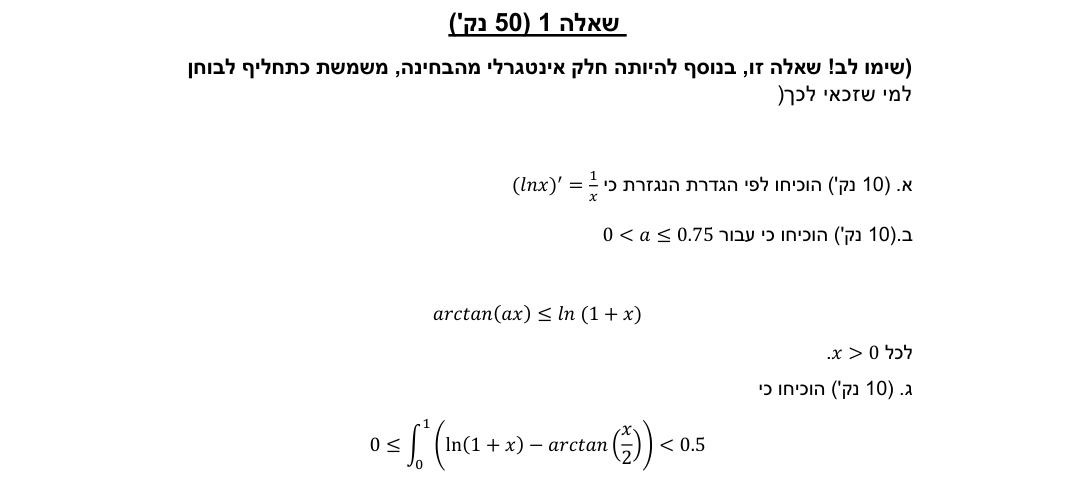 שאלה 1 (50 נק')
(שימו לב! שאלה זו, בנוסף להיותה חלק אינטגרלי מהבחינה, משמשת כתחליף לבוחן
למי שזכאי לכך(
א. (10 נק') הוכיחו לפי הגדרת הנגזרת כי (lnx)′ = 1/x
ב.(10 נק') הוכיחו כי עבור 0 < a ≤ 0.75
arctan(ax) ≤ ln (1 + x)
לכל x > 0.
ג. (10 נק') הוכיחו כי
0 ≤ ∫₀¹ (ln(1 + x) − arctan (x/2)) < 0.5